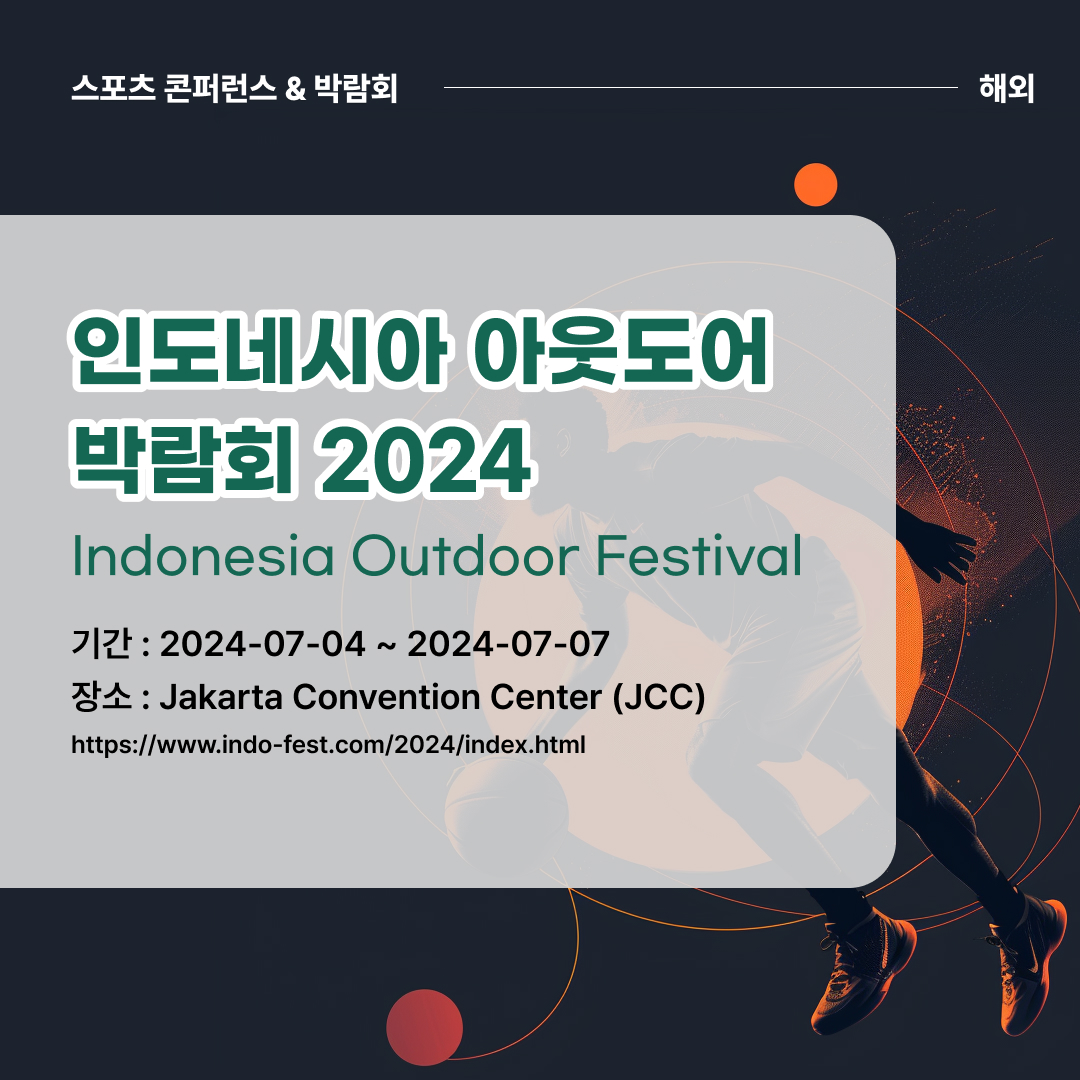 스포츠 콘퍼런스 & 박람회
해외
인도네시아 아웃도어
박람회 2024
Indonesia Outdoor Festival
기간 : 2024-07-04 ~ 2024-07-07
장소 : Jakarta Convention Center (JCC)
https://www.indo-fest.com/2024/index.html